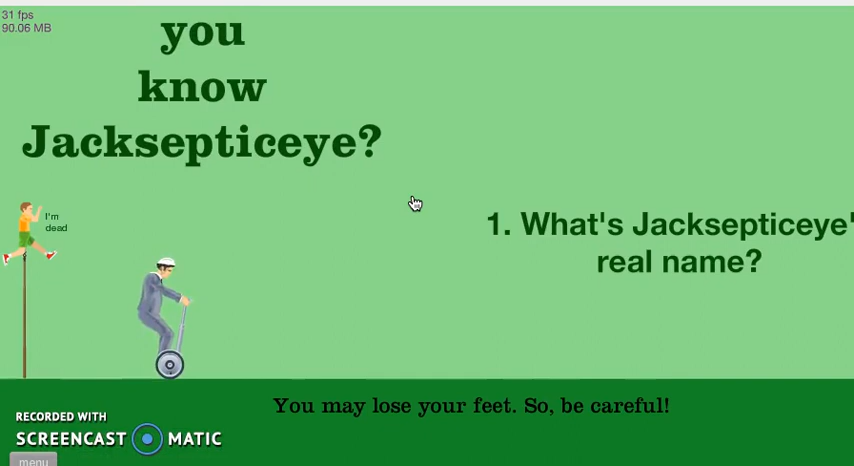 31 fps
90.06 MB
you
know
Jacksepticeye?
I'm
dead
1. What's Jacksepticeye'
real name?
You may lose your feet. So, be careful!
RECORDED WITH
SCREENCAST MATIC
menu